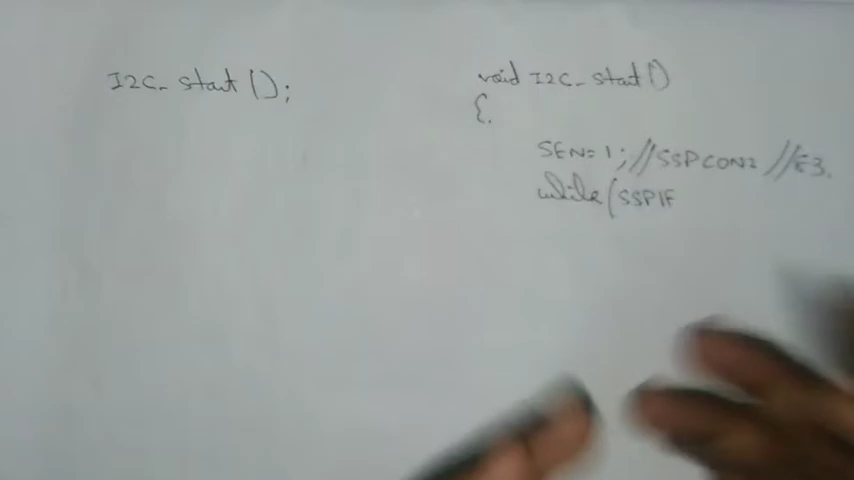 I2C_start();
void I2C_start()
{.
SEN=1;//SSPCON2 //E3.
while(SSPIF